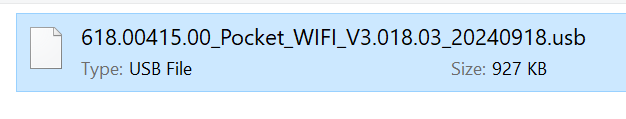 618.00415.00_Pocket_WIFI_V3.018.03_20240918.usb
Type: USB File Size: 927 KB